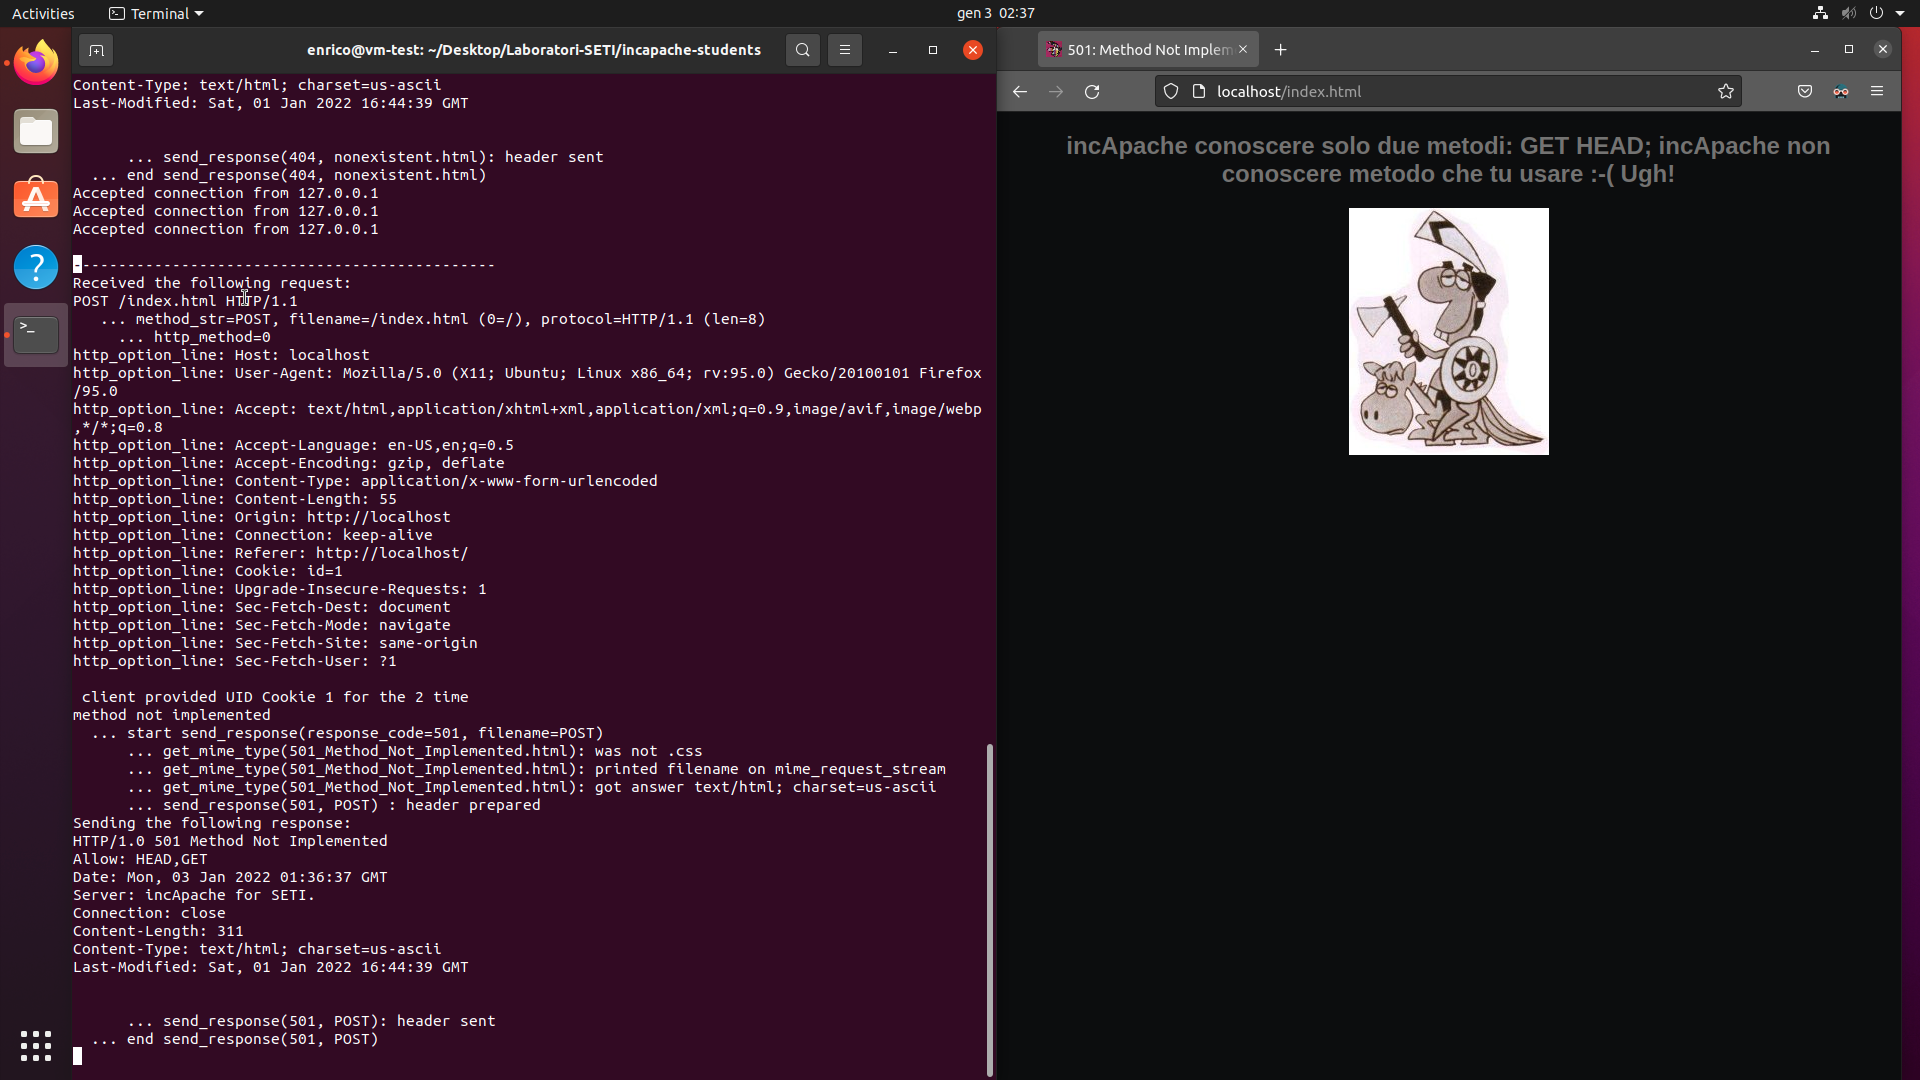 Activities
Terminal
gen 3 02:37
enrico@vm-test: ~/Desktop/Laboratori-SETI/incapache-students
Content-Type: text/html; charset=us-ascii
Last-Modified: Sat, 01 Jan 2022 16:44:39 GMT
... send_response(404, nonexistent.html): header sent
... end send_response(404, nonexistent.html)
Accepted connection from 127.0.0.1
Accepted connection from 127.0.0.1
Accepted connection from 127.0.0.1
-----------------------------------------------
Received the following request:
POST /index.html HTTP/1.1
... method_str=POST, filename=/index.html (0=/), protocol=HTTP/1.1 (len=8)
... http_method=0
http_option_line: Host: localhost
http_option_line: User-Agent: Mozilla/5.0 (X11; Ubuntu; Linux x86_64; rv:95.0) Gecko/20100101 Firefox
/95.0
http_option_line: Accept: text/html,application/xhtml+xml,application/xml;q=0.9,image/avif,image/webp
,*/*;q=0.8
http_option_line: Accept-Language: en-US,en;q=0.5
http_option_line: Accept-Encoding: gzip, deflate
http_option_line: Content-Type: application/x-www-form-urlencoded
http_option_line: Content-Length: 55
http_option_line: Origin: http://localhost
http_option_line: Connection: keep-alive
http_option_line: Referer: http://localhost/
http_option_line: Cookie: id=1
http_option_line: Upgrade-Insecure-Requests: 1
http_option_line: Sec-Fetch-Dest: document
http_option_line: Sec-Fetch-Mode: navigate
http_option_line: Sec-Fetch-Site: same-origin
http_option_line: Sec-Fetch-User: ?1
client provided UID Cookie 1 for the 2 time
method not implemented
... start send_response(response_code=501, filename=POST)
... get_mime_type(501_Method_Not_Implemented.html): was not .css
... get_mime_type(501_Method_Not_Implemented.html): printed filename on mime_request_stream
... get_mime_type(501_Method_Not_Implemented.html): got answer text/html; charset=us-ascii
... send_response(501, POST) : header prepared
Sending the following response:
HTTP/1.0 501 Method Not Implemented
Allow: HEAD,GET
Date: Mon, 03 Jan 2022 01:36:37 GMT
Server: incApache for SETI.
Connection: close
Content-Length: 311
Content-Type: text/html; charset=us-ascii
Last-Modified: Sat, 01 Jan 2022 16:44:39 GMT
... send_response(501, POST): header sent
... end send_response(501, POST)
501: Method Not Implem
localhost/index.html
incApache conoscere solo due metodi: GET HEAD; incApache non
conoscere metodo che tu usare :-( Ugh!